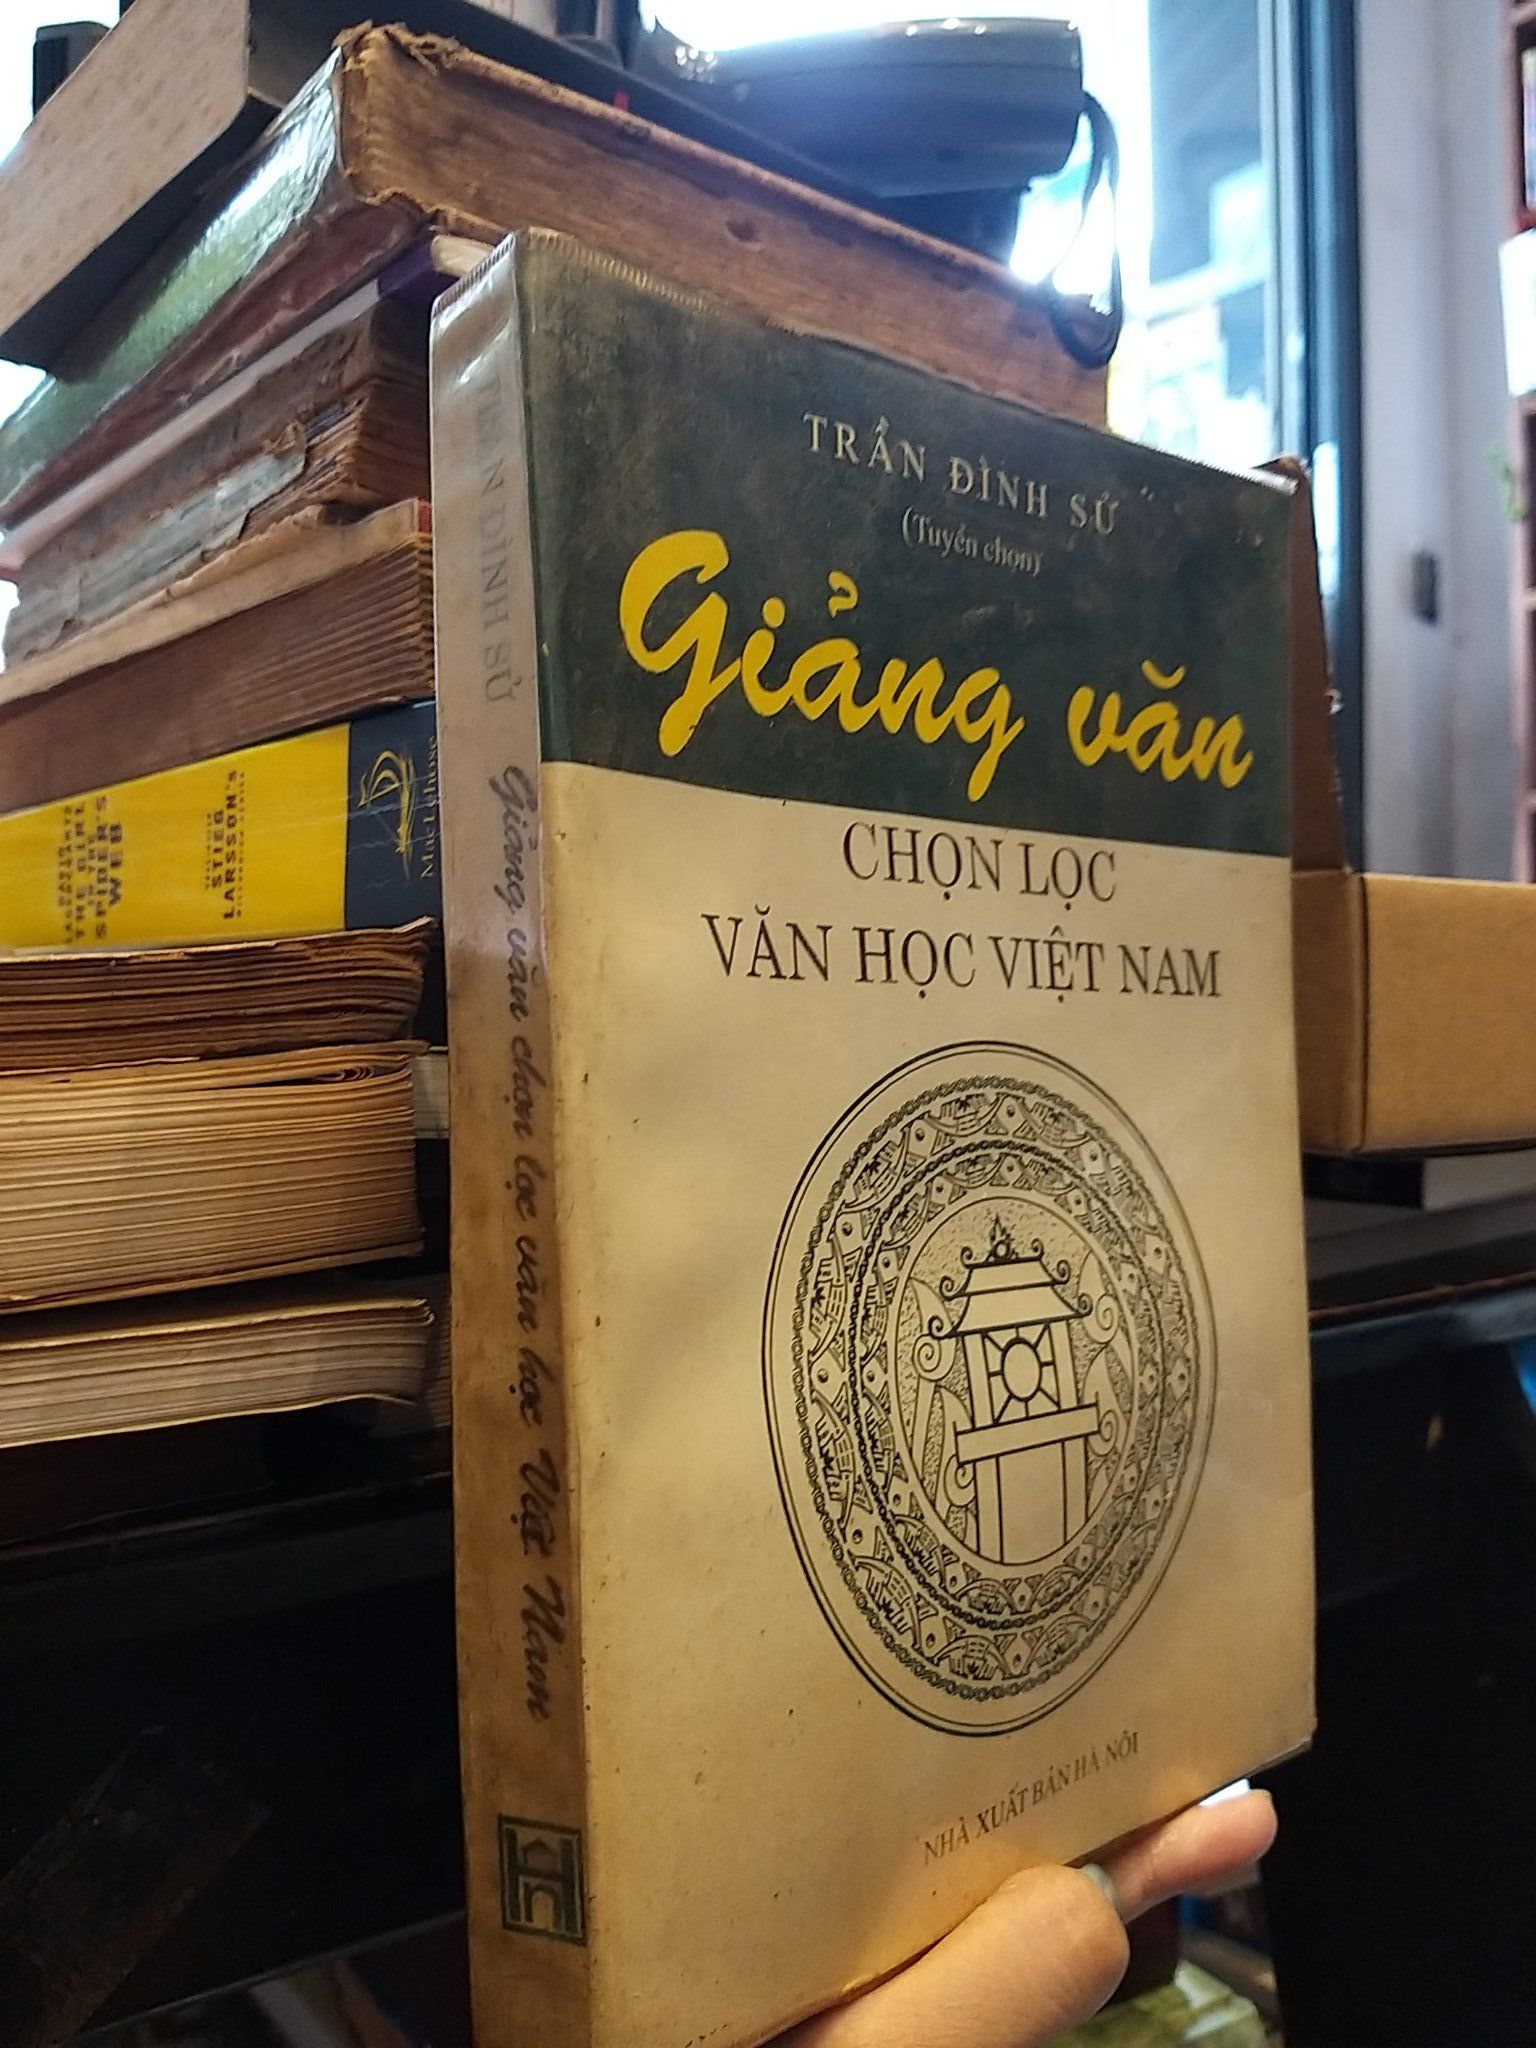 TRẦN ĐÌNH SỬ
(Tuyển chọn)
Giảng văn
CHỌN LỌC
VĂN HỌC VIỆT NAM
NHÀ XUẤT BẢN HÀ NỘI
TRẦN ĐÌNH SỬ Giảng văn chọn lọc văn học Việt Nam
THE GIRL
IN THE
SPIDER'S
WEB
STIEG
LARSSON'S
MacLehose